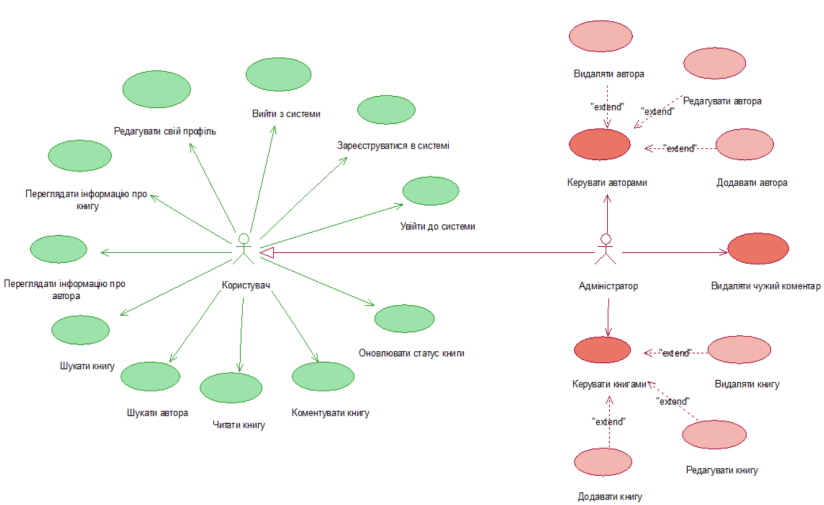 Видаляти автора
Вийти з системи
"extend"
Редагувати автора
"extend"
Редагувати свій профіль
Зареєструватися в системі
"extend"
Керувати авторами
Додавати автора
Переглядати інформацію про
книгу
Увійти до системи
Переглядати інформацію про
автора
Користувач
Адміністратор
Видаляти чужий коментар
Оновлювати статус книги
"extend"
Шукати книгу
Керувати книгами
Видаляти книгу
"extend"
Шукати автора
Читати книгу
Коментувати книгу
"extend"
Редагувати книгу
Додавати книгу